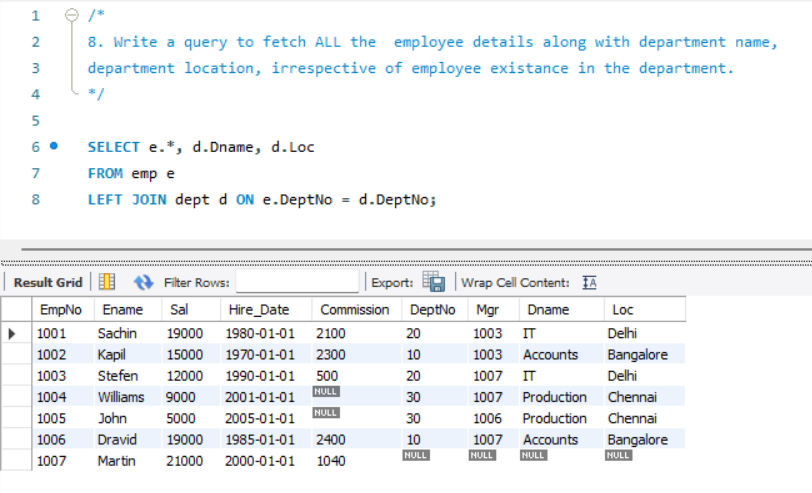 1 /*
2 8. Write a query to fetch ALL the  employee details along with department name,
3 department location, irrespective of employee existance in the department.
4 */
5
6 SELECT e.*, d.Dname, d.Loc
7 FROM emp e
8 LEFT JOIN dept d ON e.DeptNo = d.DeptNo;
Result Grid Filter Rows: Export: Wrap Cell Content: IA
EmpNo Ename Sal Hire_Date Commission DeptNo Mgr Dname Loc
1001 Sachin 19000 1980-01-01 2100 20 1003 IT Delhi
1002 Kapil 15000 1970-01-01 2300 10 1003 Accounts Bangalore
1003 Stefen 12000 1990-01-01 500 20 1007 IT Delhi
1004 Williams 9000 2001-01-01 NULL 30 1007 Production Chennai
1005 John 5000 2005-01-01 NULL 30 1006 Production Chennai
1006 Dravid 19000 1985-01-01 2400 10 1007 Accounts Bangalore
1007 Martin 21000 2000-01-01 1040 NULL NULL NULL NULL